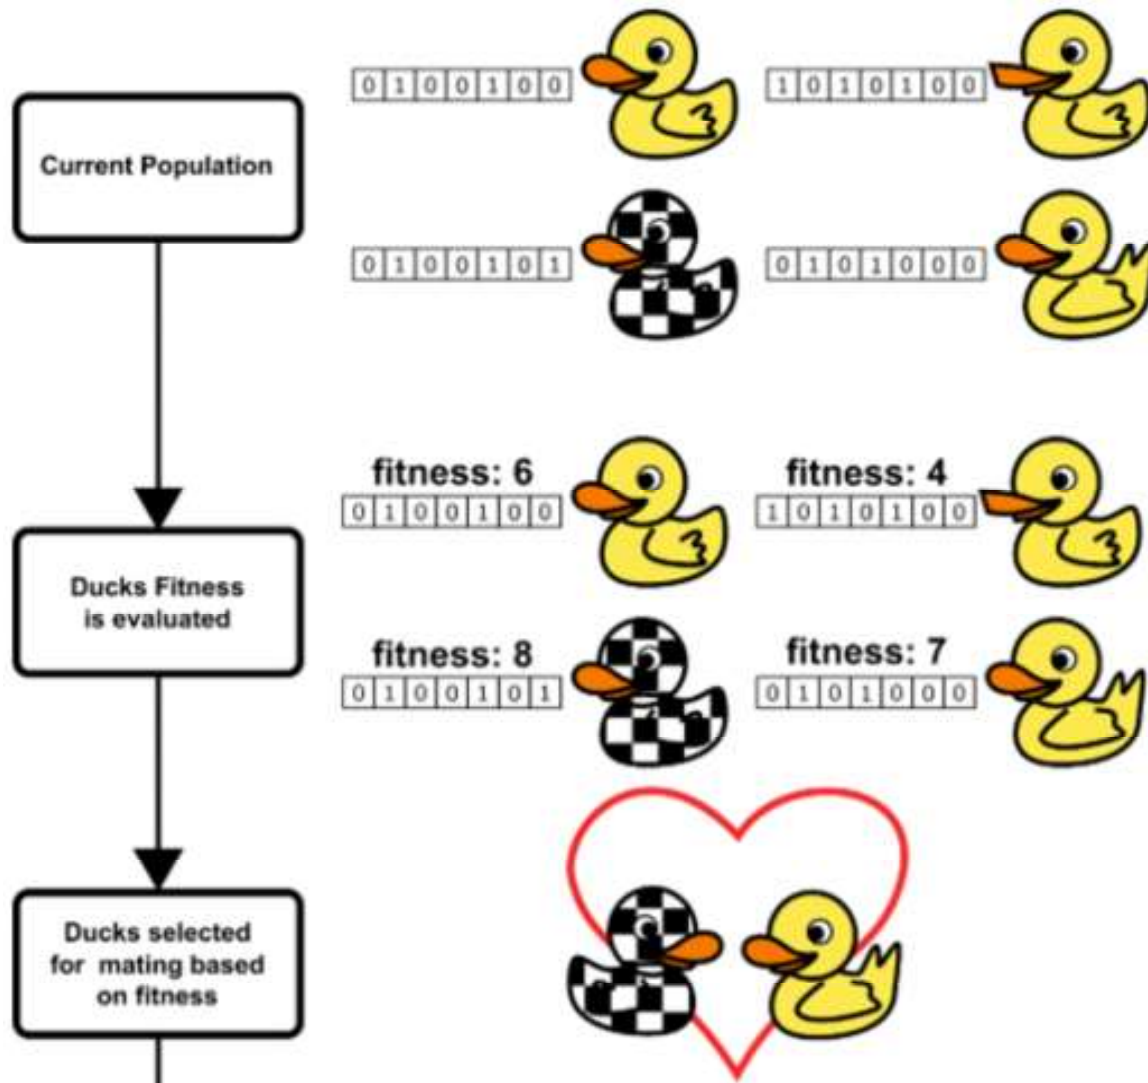 0 1 0 0 1 0 0
1 0 1 0 1 0 0
Current Population
0 1 0 0 1 0 1
0 1 0 1 0 0 0
fitness: 6
0 1 0 0 1 0 0
fitness: 4
1 0 1 0 1 0 0
Ducks Fitness
is evaluated
fitness: 8
0 1 0 0 1 0 1
fitness: 7
0 1 0 1 0 0 0
Ducks selected
for mating based
on fitness